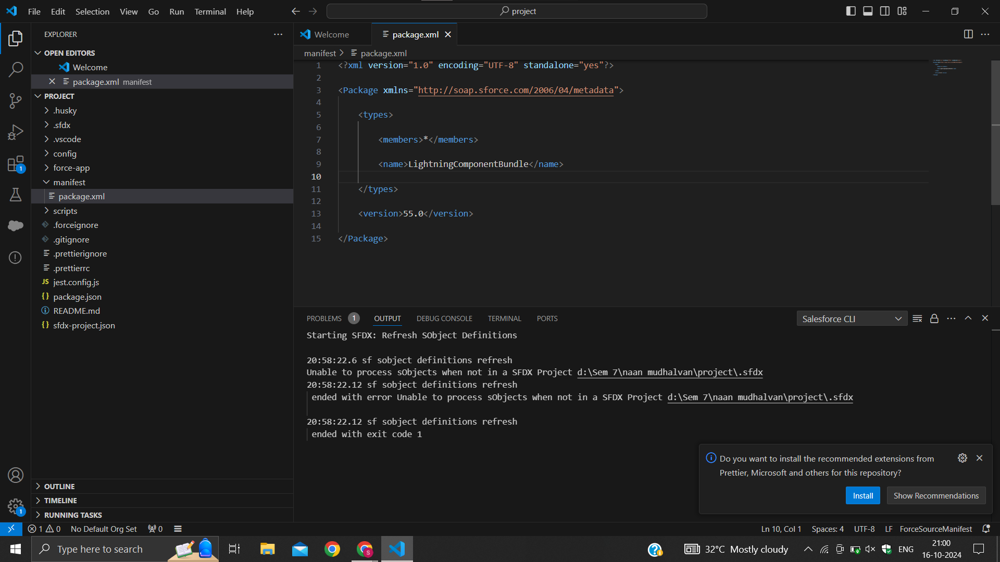 File Edit Selection View Go Run Terminal Help
project
EXPLORER
OPEN EDITORS
Welcome
package.xml manifest
PROJECT
.husky
.sfdx
.vscode
config
force-app
manifest
package.xml
scripts
.forceignore
.gitignore
.prettierignore
.prettierrc
JS jest.config.js
{} package.json
README.md
{} sfdx-project.json
OUTLINE
TIMELINE
RUNNING TASKS
1
1
Welcome
package.xml
manifest > package.xml
1 <?xml version="1.0" encoding="UTF-8" standalone="yes"?>
2
3 <Package xmlns="http://soap.sforce.com/2006/04/metadata">
4
5 <types>
6
7 <members>*</members>
8
9 <name>LightningComponentBundle</name>
10
11 </types>
12
13 <version>55.0</version>
14
15 </Package>
PROBLEMS 1 OUTPUT DEBUG CONSOLE TERMINAL PORTS
Salesforce CLI
Starting SFDX: Refresh SObject Definitions
20:58:22.6 sf sobject definitions refresh
Unable to process sObjects when not in a SFDX Project d:\Sem 7\naan mudhalvan\project\.sfdx
20:58:22.12 sf sobject definitions refresh
ended with error Unable to process sObjects when not in a SFDX Project d:\Sem 7\naan mudhalvan\project\.sfdx
20:58:22.12 sf sobject definitions refresh
ended with exit code 1
Do you want to install the recommended extensions from
Prettier, Microsoft and others for this repository?
Install Show Recommendations
1 0 No Default Org Set 0
Ln 10, Col 1 Spaces: 4 UTF-8 LF ForceSourceManifest
Type here to search
S
32°C Mostly cloudy
ENG
21:00
16-10-2024